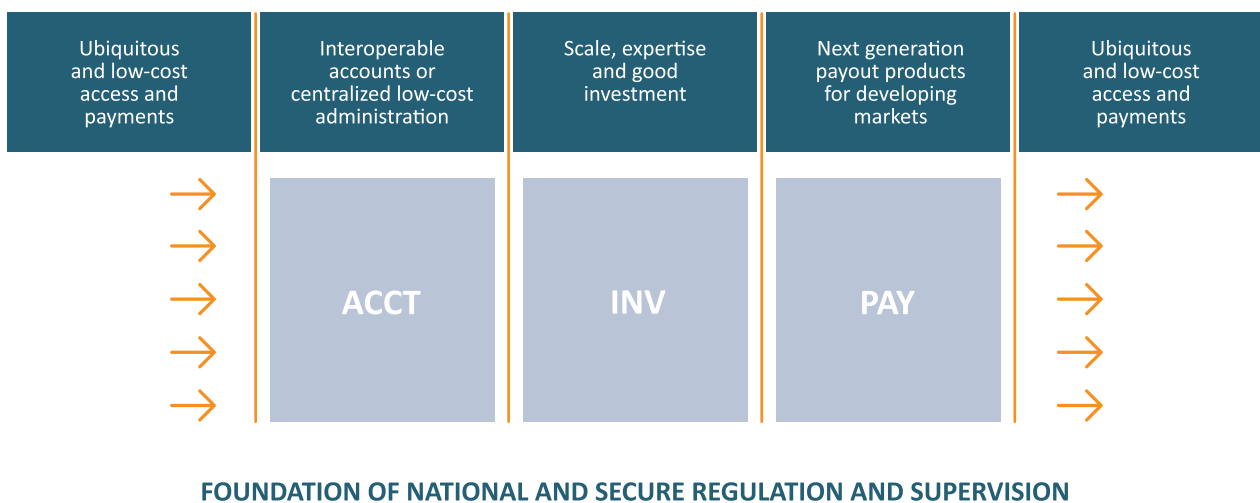 Ubiquitous
and low-cost
access and
payments
Interoperable
accounts or
centralized low-cost
administration
Scale, expertise
and good
investment
Next generation
payout products
for developing
markets
Ubiquitous
and low-cost
access and
payments
ACCT
INV
PAY
FOUNDATION OF NATIONAL AND SECURE REGULATION AND SUPERVISION